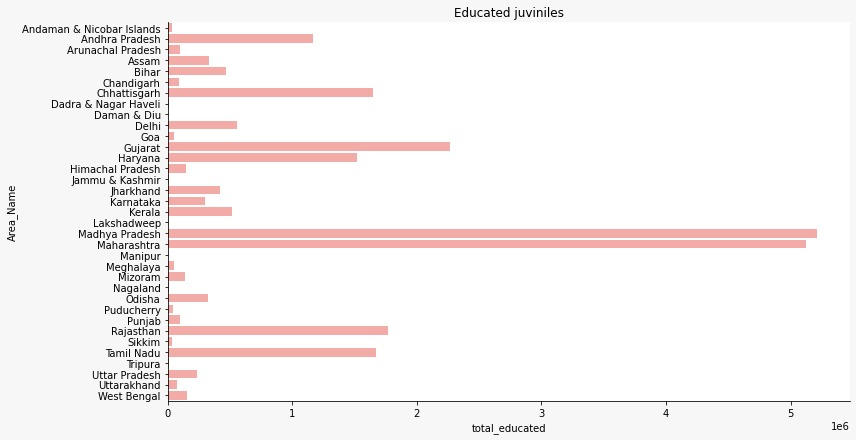 Educated juviniles
Andaman & Nicobar Islands
Andhra Pradesh
Arunachal Pradesh
Assam
Bihar
Chandigarh
Chhattisgarh
Dadra & Nagar Haveli
Daman & Diu
Delhi
Goa
Gujarat
Haryana
Himachal Pradesh
Jammu & Kashmir
Jharkhand
Karnataka
Kerala
Lakshadweep
Madhya Pradesh
Maharashtra
Manipur
Meghalaya
Mizoram
Nagaland
Odisha
Puducherry
Punjab
Rajasthan
Sikkim
Tamil Nadu
Tripura
Uttar Pradesh
Uttarakhand
West Bengal
Area_Name
0 1 2 3 4 5
1e6
total_educated